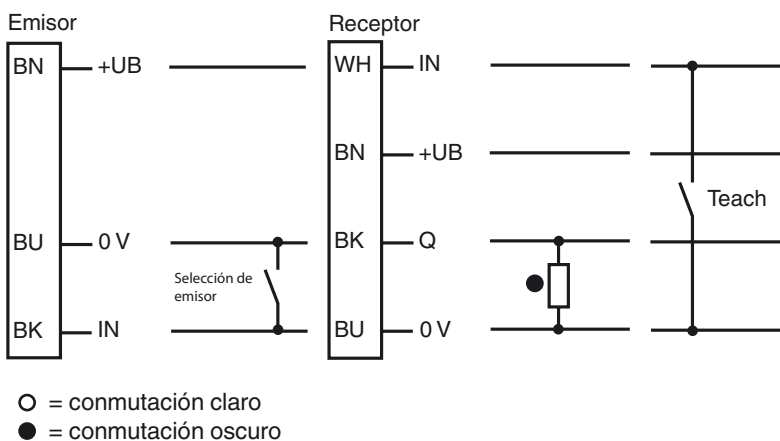 Emisor
BN +UB
BU 0 V
Selección de
emisor
BK IN
Receptor
WH IN
BN +UB
BK Q
BU 0 V
Teach
= conmutación claro
= conmutación oscuro